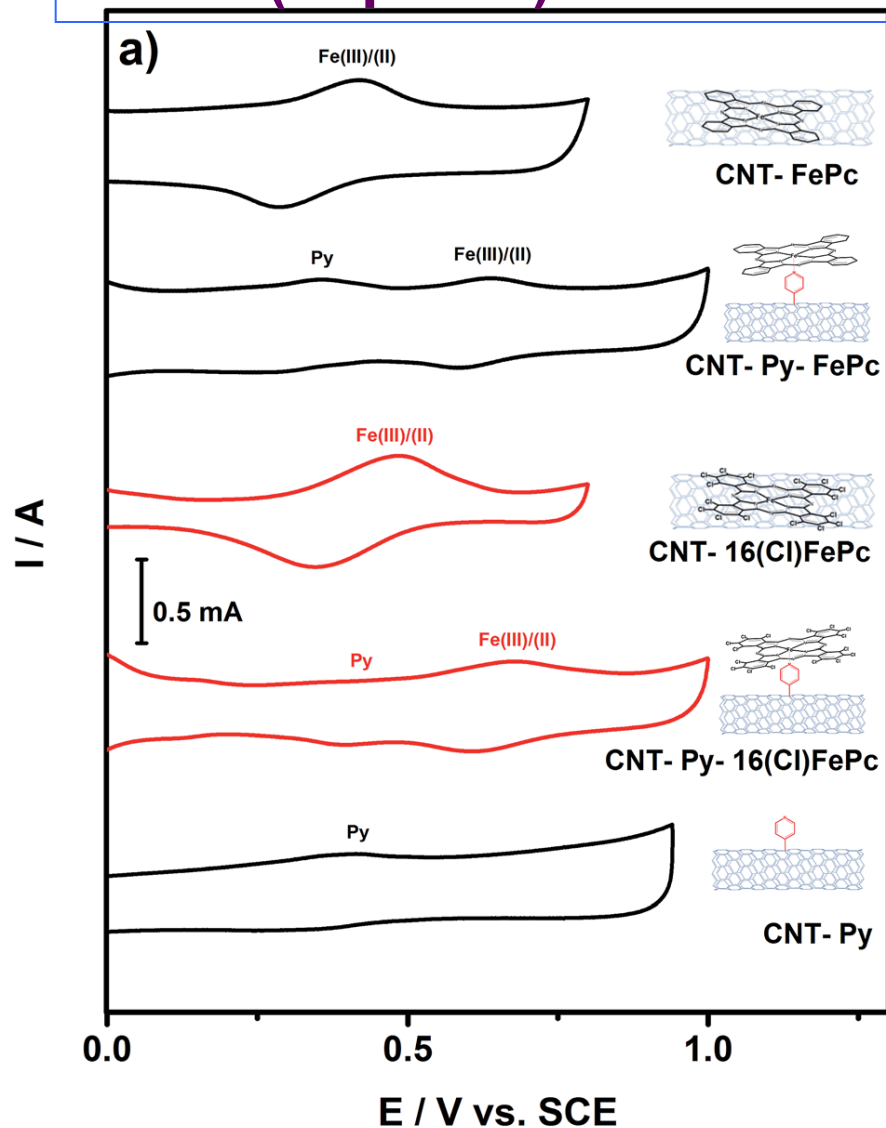 a)
Fe(III)/(II)
CNT- FePc
Py
Fe(III)/(II)
CNT- Py- FePc
Fe(III)/(II)
CNT- 16(Cl)FePc
0.5 mA
Py
Fe(III)/(II)
CNT- Py- 16(Cl)FePc
Py
CNT- Py
I / A
0.0
0.5
1.0
E / V vs. SCE